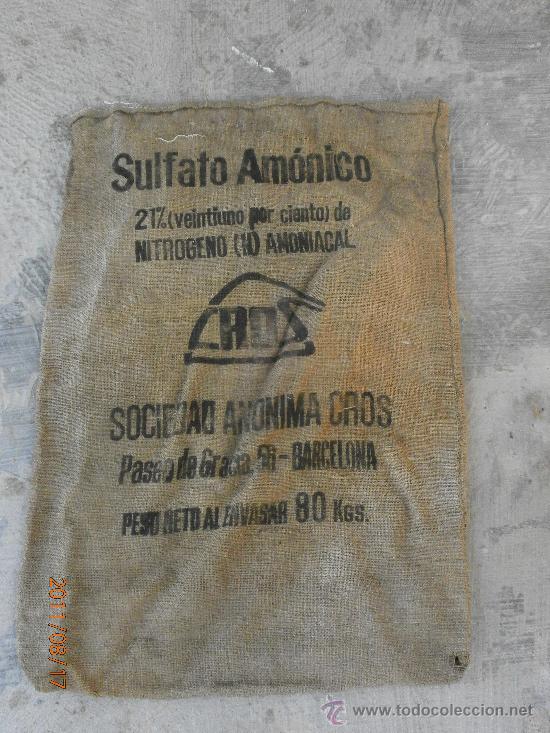 Sulfato Amónico
21% (veintiuno por ciento) de
NITROGENO (N) AMONIACAL
CROS
SOCIEDAD ANONIMA CROS
Paseo de Gracia, - BARCELONA
PESO NETO AL ENVASAR 80 KGS.
2011/08/17
www.todocoleccion.net